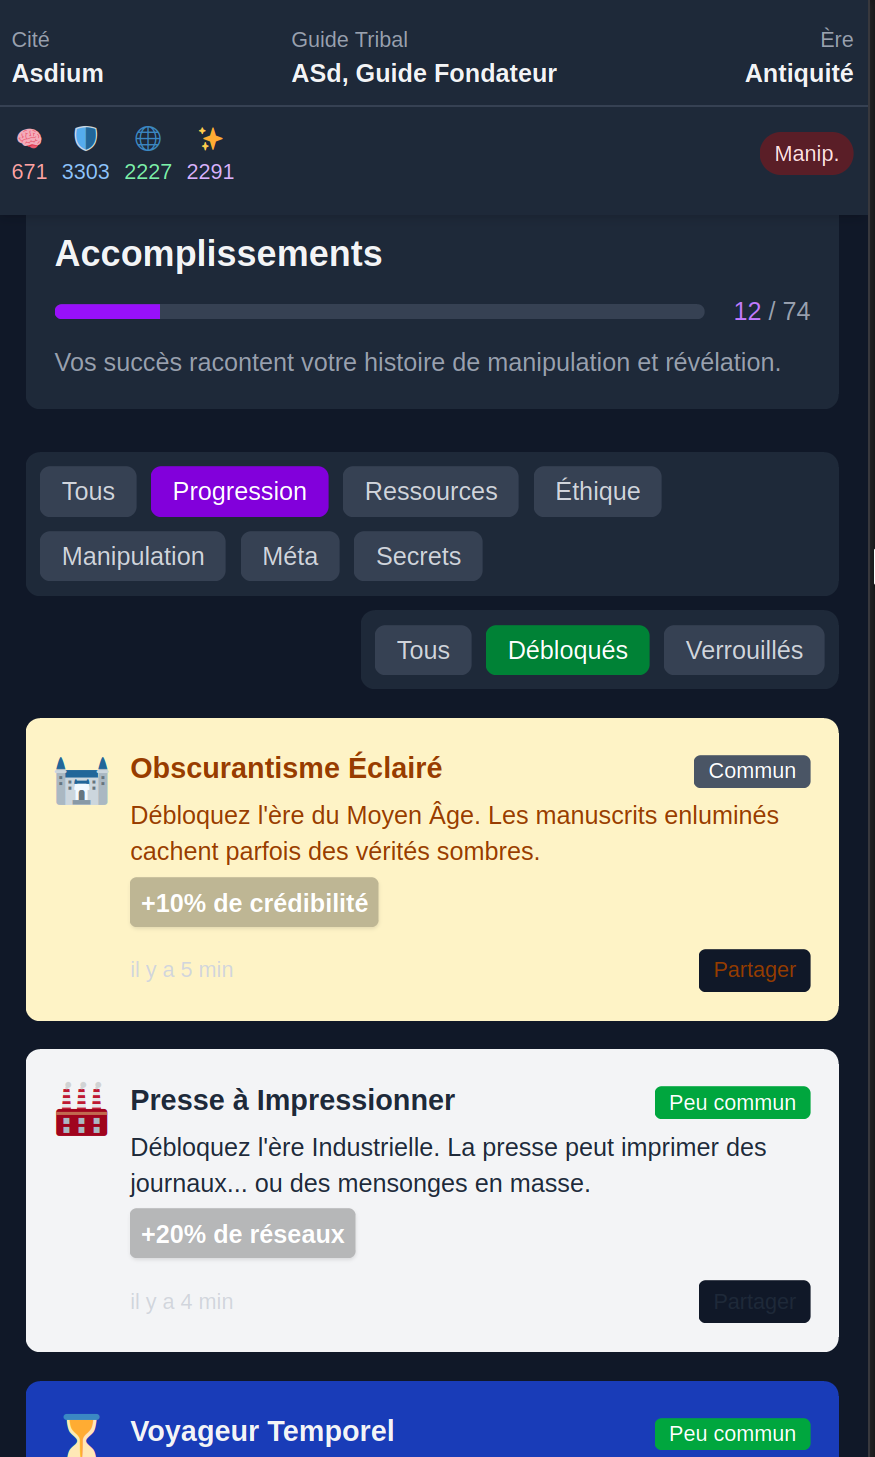 Cité
Guide Tribal
Ère
Asdium
ASd, Guide Fondateur
Antiquité
671
3303
2227
2291
Manip.
Accomplissements
12 / 74
Vos succès racontent votre histoire de manipulation et révélation.
Tous
Progression
Ressources
Éthique
Manipulation
Méta
Secrets
Tous
Débloqués
Verrouillés
Obscurantisme Éclairé
Commun
Débloquez l'ère du Moyen Âge. Les manuscrits enluminés
cachent parfois des vérités sombres.
+10% de crédibilité
il y a 5 min
Partager
Presse à Impressionner
Peu commun
Débloquez l'ère Industrielle. La presse peut imprimer des
journaux... ou des mensonges en masse.
+20% de réseaux
il y a 4 min
Partager
Voyageur Temporel
Peu commun